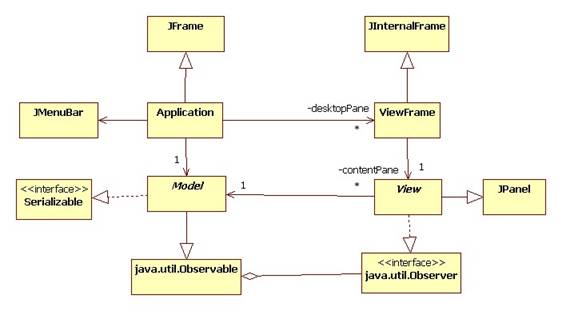 JFrame
JInternalFrame
JMenuBar
Application
-desktopPane
*
ViewFrame
1
1
-contentPane
<<interface>>
Serializable
Model
1
*
View
JPanel
java.util.Observable
<<interface>>
java.util.Observer